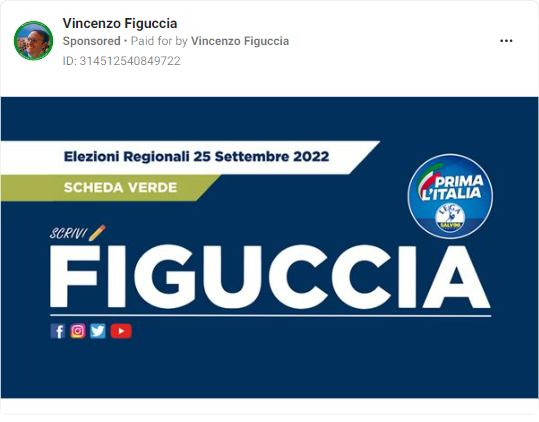 Vincenzo Figuccia
Sponsored • Paid for by Vincenzo Figuccia
ID: 314512540849722
Elezioni Regionali 25 Settembre 2022
SCHEDA VERDE
PRIMA
L'ITALIA
LEGA
SALVINI
SCRIVI
FIGUCCIA